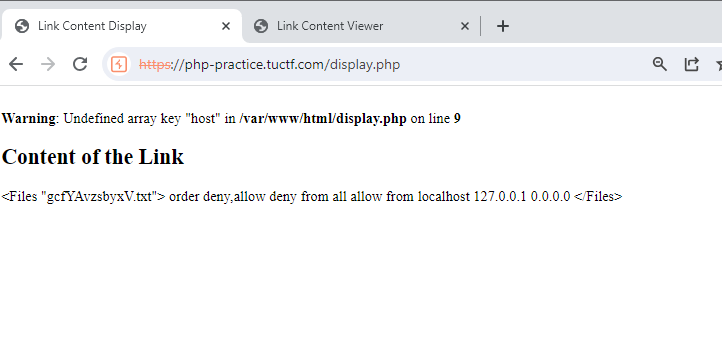 Link Content Display
Link Content Viewer
https://php-practice.tuctf.com/display.php
Warning: Undefined array key "host" in /var/www/html/display.php on line 9
Content of the Link
<Files "gcfYAvzsbyxV.txt"> order deny,allow deny from all allow from localhost 127.0.0.1 0.0.0.0 </Files>